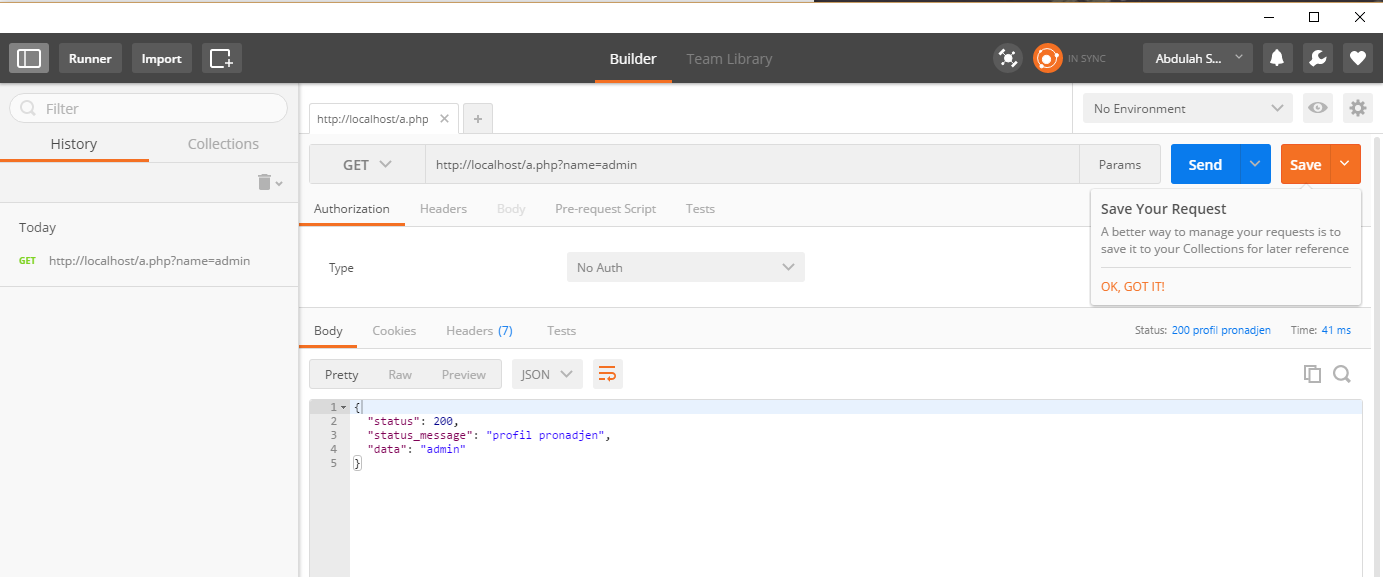 Runner Import Builder Team Library IN SYNC Abdulah S...
Filter
History Collections
Today
GET http://localhost/a.php?name=admin
http://localhost/a.php
No Environment
GET http://localhost/a.php?name=admin Params Send Save
Authorization Headers Body Pre-request Script Tests
Save Your Request
A better way to manage your requests is to
save it to your Collections for later reference
OK, GOT IT!
Type No Auth
Body Cookies Headers (7) Tests Status: 200 profil pronadjen Time: 41 ms
Pretty Raw Preview JSON
1 {
2 "status": 200,
3 "status_message": "profil pronadjen",
4 "data": "admin"
5 }